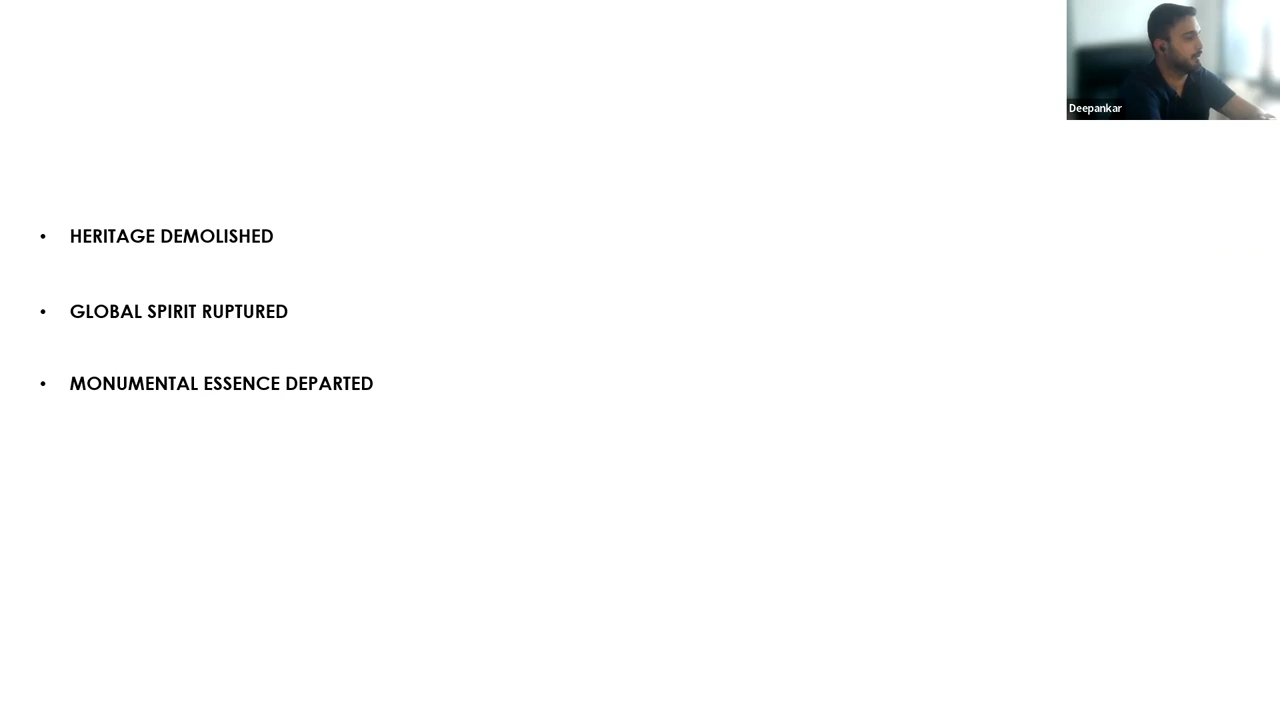 Deepankar
• HERITAGE DEMOLISHED
• GLOBAL SPIRIT RUPTURED
• MONUMENTAL ESSENCE DEPARTED